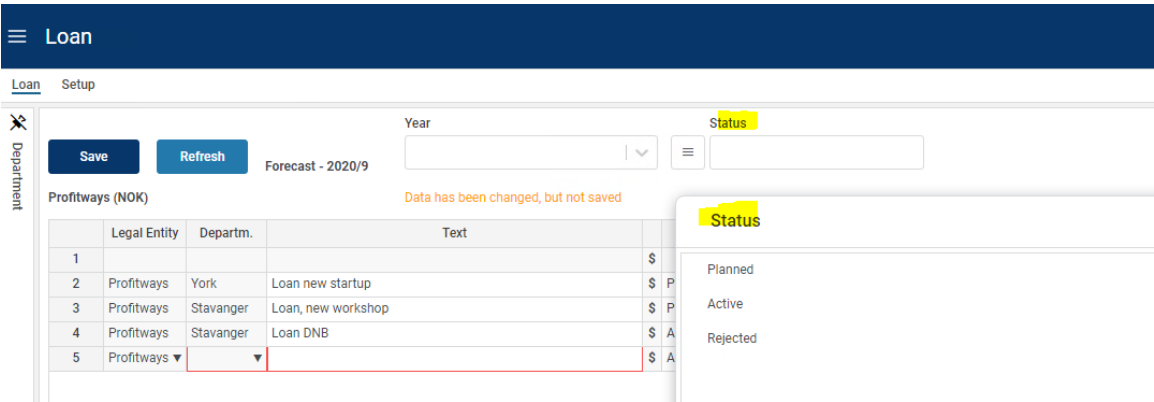 Loan
Loan Setup
Department
Year Status
Save Refresh Forecast - 2020/9
Profitways (NOK) Data has been changed, but not saved
Status
Legal Entity Departm. Text
1 $
2 Profitways York Loan new startup $ P
3 Profitways Stavanger Loan, new workshop $ P
4 Profitways Stavanger Loan DNB $ A
5 Profitways $ A
Planned
Active
Rejected